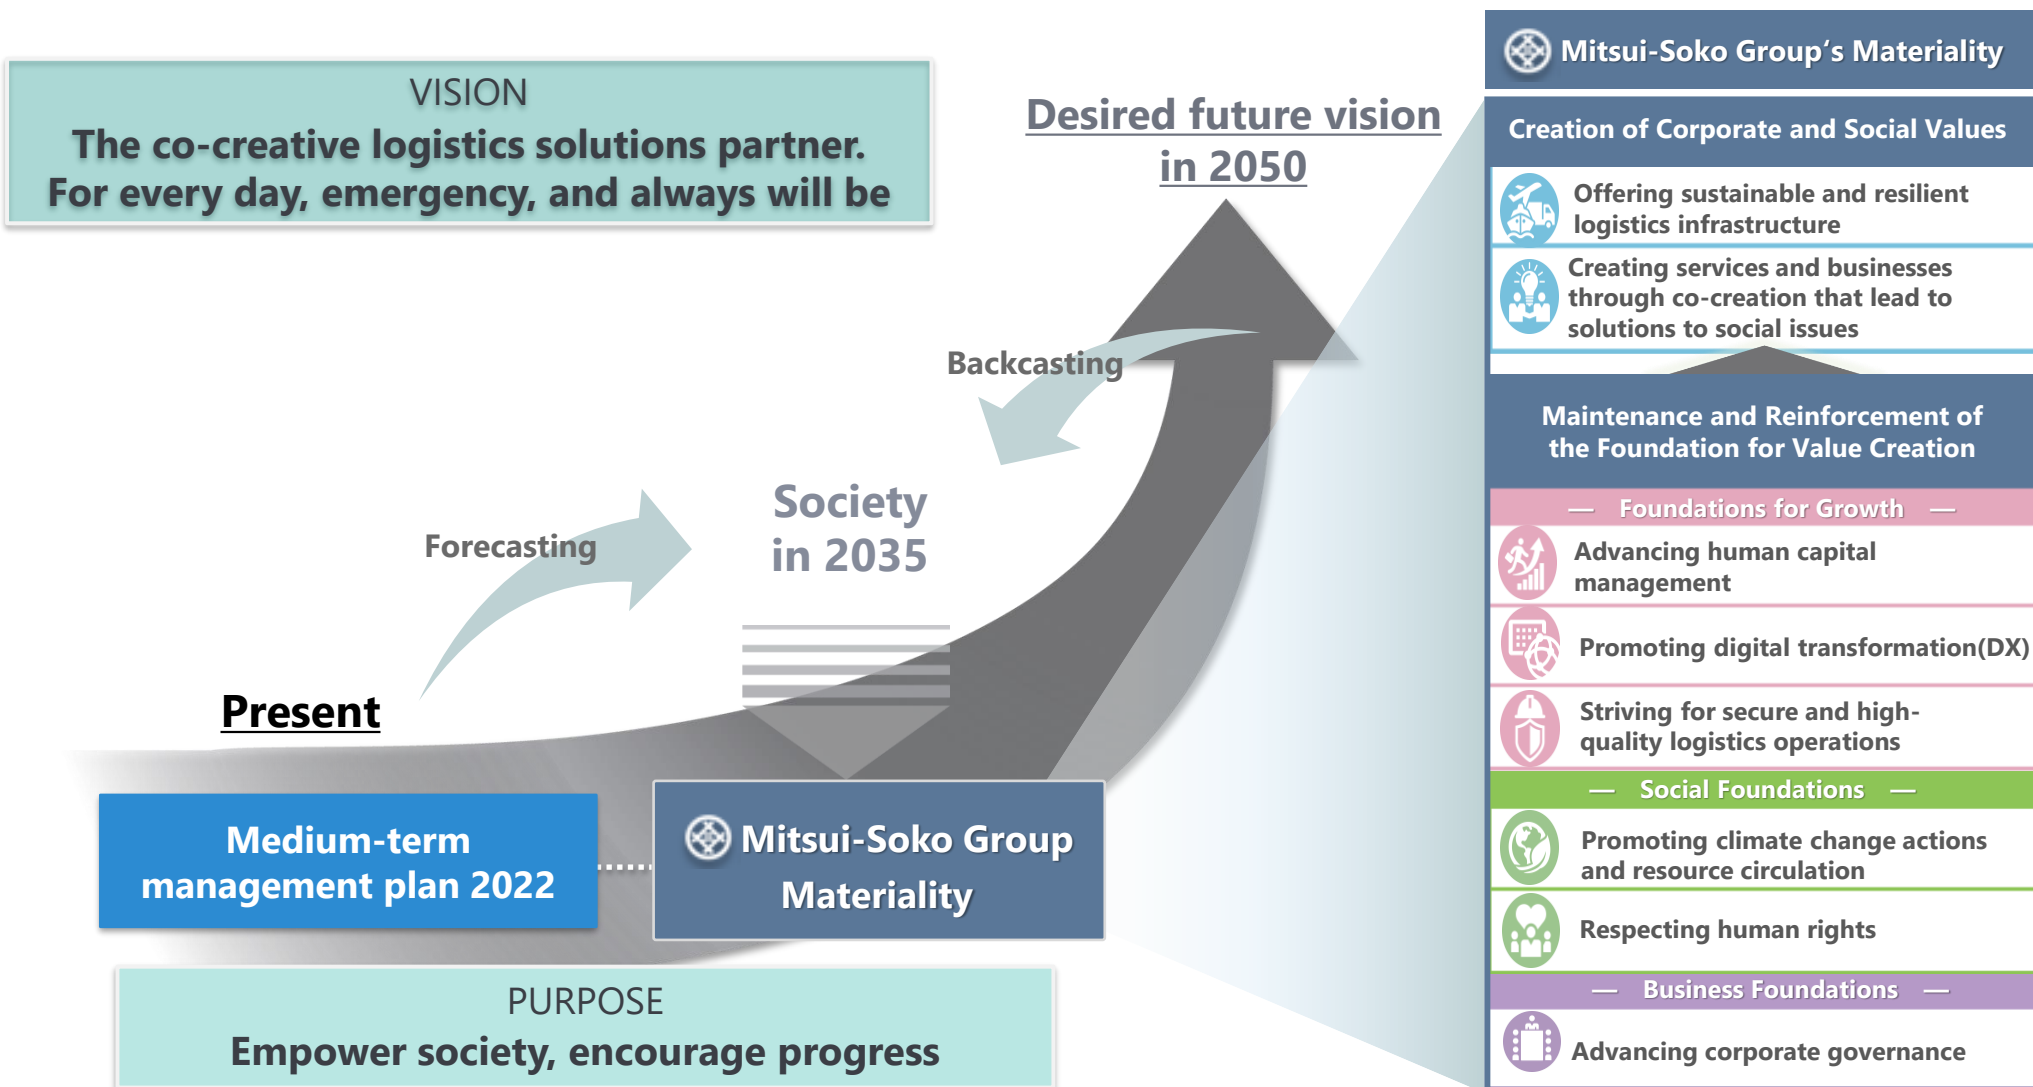 VISION
The co-creative logistics solutions partner.
For every day, emergency, and always will be
Desired future vision
in 2050
Backcasting
Forecasting
Society
in 2035
Present
Medium-term
management plan 2022
Mitsui-Soko Group
Materiality
PURPOSE
Empower society, encourage progress
Mitsui-Soko Group‘s Materiality
Creation of Corporate and Social Values
Offering sustainable and resilient
logistics infrastructure
Creating services and businesses
through co-creation that lead to
solutions to social issues
Maintenance and Reinforcement of
the Foundation for Value Creation
— Foundations for Growth —
Advancing human capital
management
Promoting digital transformation(DX)
Striving for secure and high-
quality logistics operations
— Social Foundations —
Promoting climate change actions
and resource circulation
Respecting human rights
— Business Foundations —
Advancing corporate governance